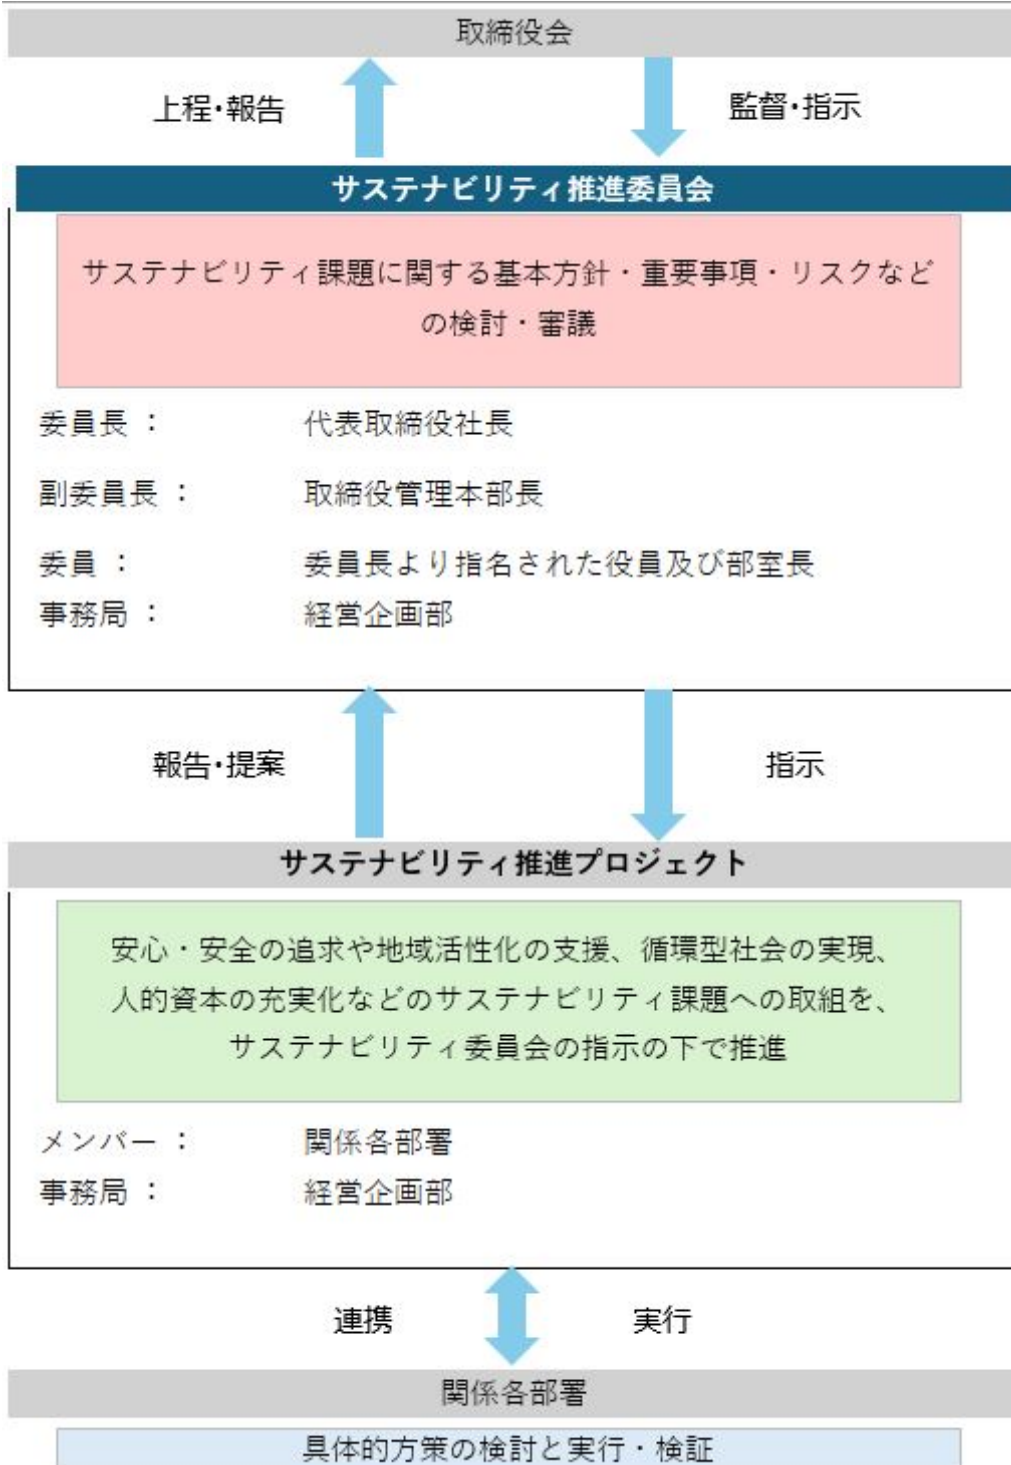 取締役会
上程・報告
監督・指示
サステナビリティ推進委員会
サステナビリティ課題に関する基本方針・重要事項・リスクなど
の検討・審議
委員長 ： 代表取締役社長
副委員長 ： 取締役管理本部長
委員 ： 委員長より指名された役員及び部室長
事務局 ： 経営企画部
報告・提案
指示
サステナビリティ推進プロジェクト
安心・安全の追求や地域活性化の支援、循環型社会の実現、
人的資本の充実化などのサステナビリティ課題への取組を、
サステナビリティ委員会の指示の下で推進
メンバー ： 関係各部署
事務局 ： 経営企画部
連携
実行
関係各部署
具体的方策の検討と実行・検証